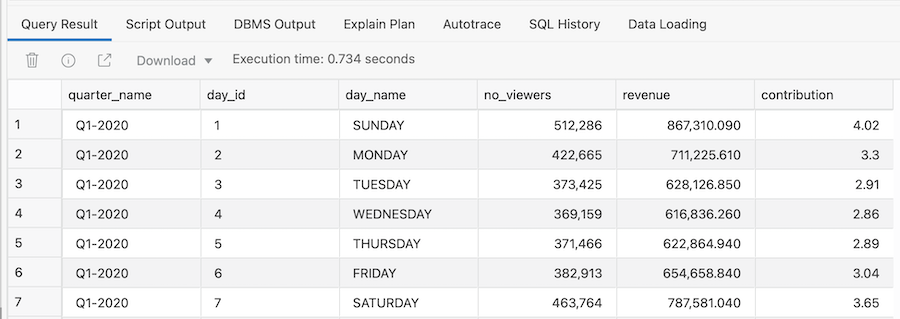 Query Result Script Output DBMS Output Explain Plan Autotrace SQL History Data Loading
Download Execution time: 0.734 seconds
quarter_name day_id day_name no_viewers revenue contribution
1 Q1-2020 1 SUNDAY 512,286 867,310.090 4.02
2 Q1-2020 2 MONDAY 422,665 711,225.610 3.3
3 Q1-2020 3 TUESDAY 373,425 628,126.850 2.91
4 Q1-2020 4 WEDNESDAY 369,159 616,836.260 2.86
5 Q1-2020 5 THURSDAY 371,466 622,864.940 2.89
6 Q1-2020 6 FRIDAY 382,913 654,658.840 3.04
7 Q1-2020 7 SATURDAY 463,764 787,581.040 3.65